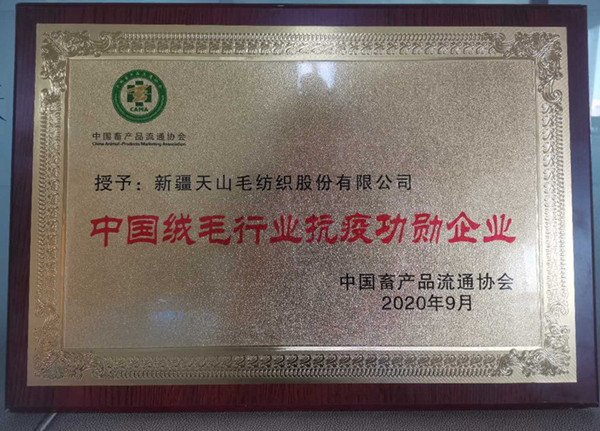 CAMA
中国畜产品流通协会
China Animal-Products Marketing Association
授予：新疆天山毛纺织股份有限公司
中国绒毛行业抗疫功勋企业
中国畜产品流通协会
2020年9月